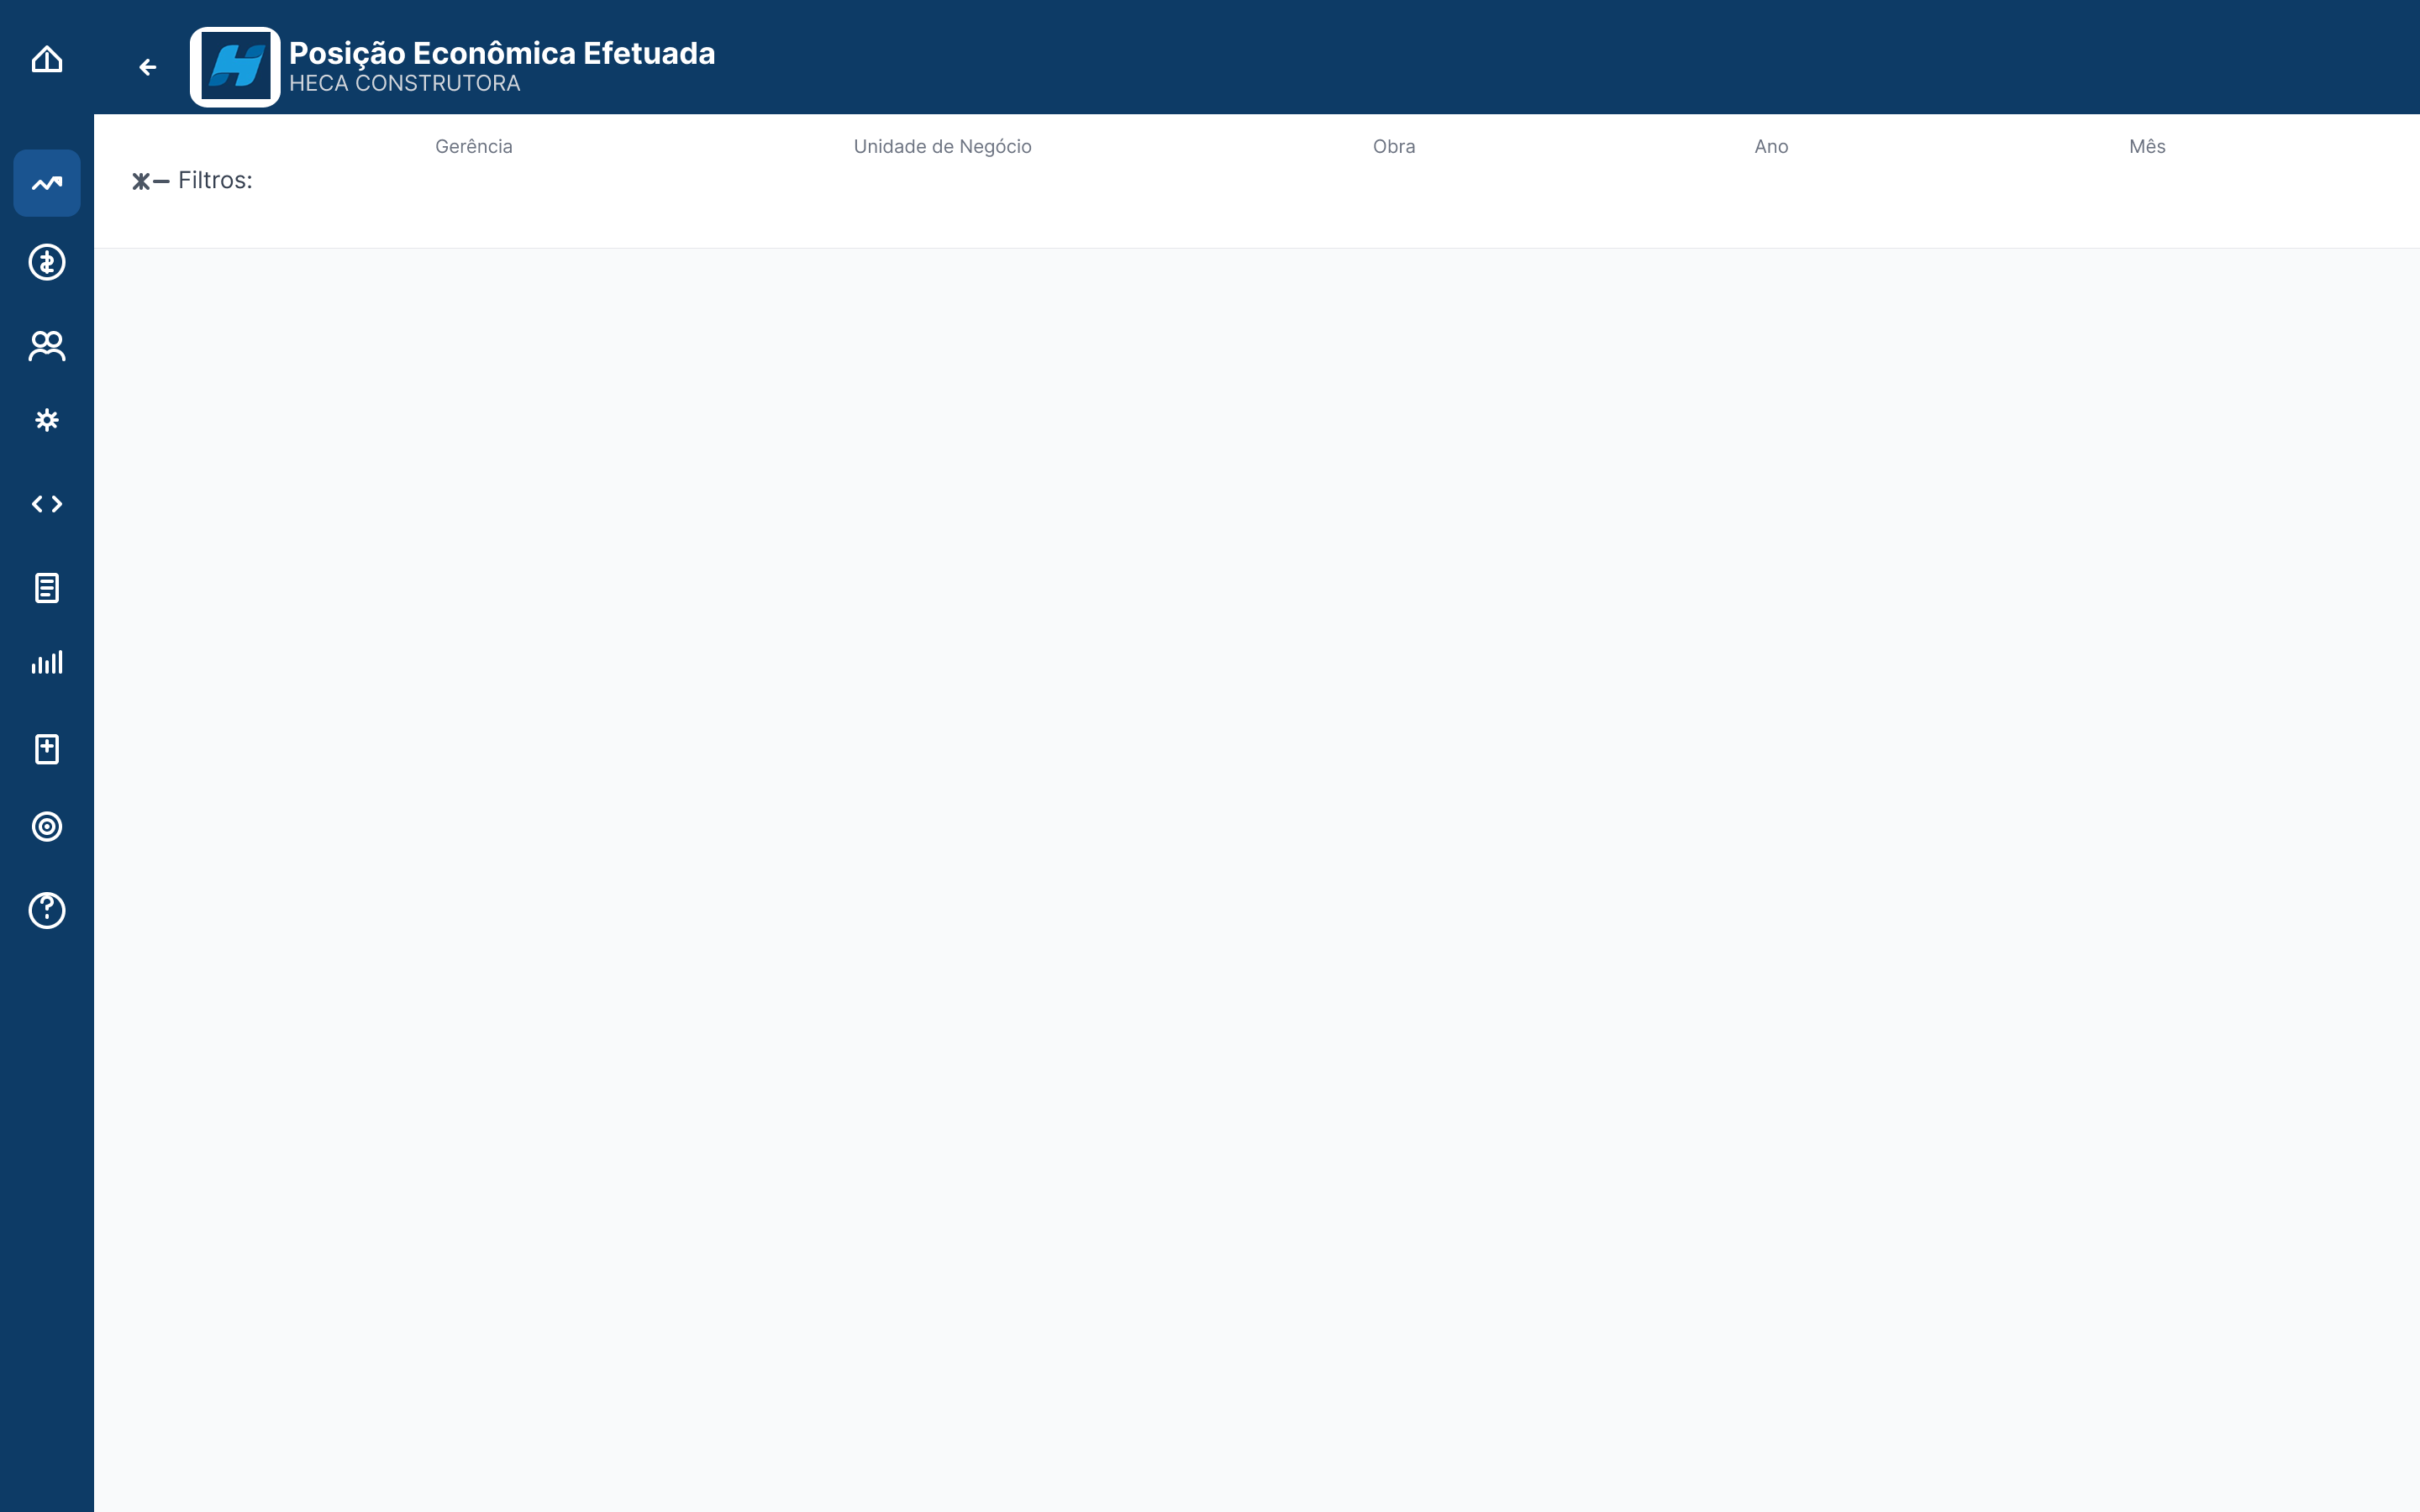 Posição Econômica Efetuada
HECA CONSTRUTORA
Gerência
Unidade de Negócio
Obra
Ano
Mês
Filtros: